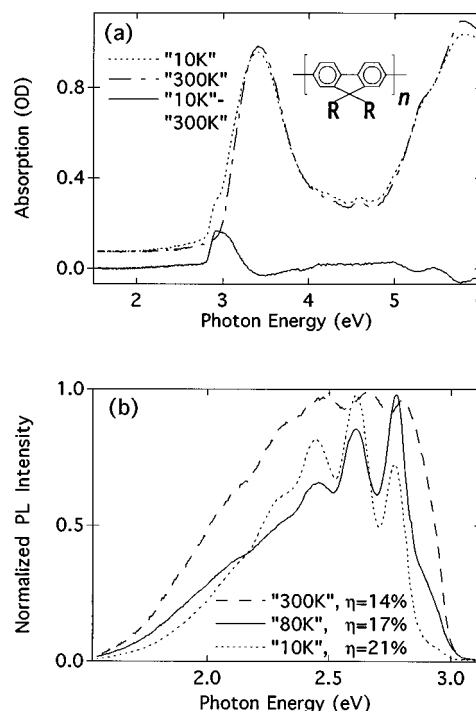 (a)
"10K"
"300K"
"10K"-
"300K"
R R n
0.8
0.4
0.0
Absorption (OD)
2 3 4 5
Photon Energy (eV)
(b)
1.0
0.5
0.0
Normalized PL Intensity
"300K", η=14%
"80K", η=17%
"10K", η=21%
2.0 2.5 3.0
Photon Energy (eV)